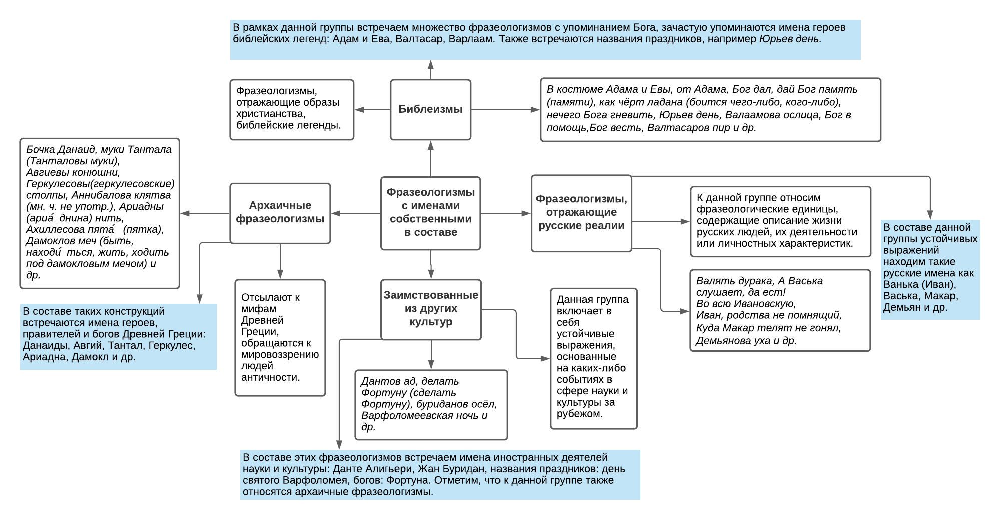 В рамках данной группы встречаем множество фразеологизмов с упоминанием Бога, зачастую упоминаются имена героев
библейских легенд: Адам и Ева, Валтасар, Варлаам. Также встречаются названия праздников, например Юрьев день.
Фразеологизмы,
отражающие образы
христианства,
библейские легенды.
Библеизмы
В костюме Адама и Евы, от Адама, Бог дал, дай Бог память
(памяти), как чёрт ладана (боится чего-либо, кого-либо),
нечего Бога гневить, Юрьев день, Валаамова ослица, Бог в
помощь,Бог весть, Валтасаров пир и др.
Бочка Данаид, муки Тантала
(Танталовы муки),
Авгиевы конюшни,
Геркулесовы(геркулесовские)
столпы, Аннибалова клятва
(мн. ч. не употр.), Ариадны
(ариа́ днина) нить,
Ахиллесова пята́ (пятка),
Дамоклов меч (быть,
находи́ ться, жить, ходить
под дамокловым мечом) и
др.
Архаичные
фразеологизмы
Фразеологизмы
с именами
собственными
в составе
Фразеологизмы,
отражающие
русские реалии
К данной группе относим
фразеологические единицы,
содержащие описание жизни
русских людей, их деятельности
или личностных характеристик.
В составе данной
группы устойчивых
выражений
находим такие
русские имена как
Ванька (Иван),
Васька, Макар,
Демьян и др.
Валять дурака, А Васька
слушает, да ест!
Во всю Ивановскую,
Иван, родства не помнящий,
Куда Макар телят не гонял,
Демьянова уха и др.
В составе таких конструкций
встречаются имена героев,
правителей и богов Древней Греции:
Данаиды, Авгий, Тантал, Геркулес,
Ариадна, Дамокл и др.
Отсылают к
мифам
Древней
Греции,
обращаются к
мировоззрению
людей
античности.
Заимствованные
из других
культур
Данная группа
включает в
себя
устойчивые
выражения,
основанные
на каких-либо
событиях в
сфере науки и
культуры за
рубежом.
Дантов ад, делать
Фортуну (сделать
Фортуну), буриданов осёл,
Варфоломеевская ночь и
др.
В составе этих фразеологизмов встречаем имена иностранных деятелей
науки и культуры: Данте Алигьери, Жан Буридан, названия праздников: день
святого Варфоломея, богов: Фортуна. Отметим, что к данной группе также
относятся архаичные фразеологизмы.